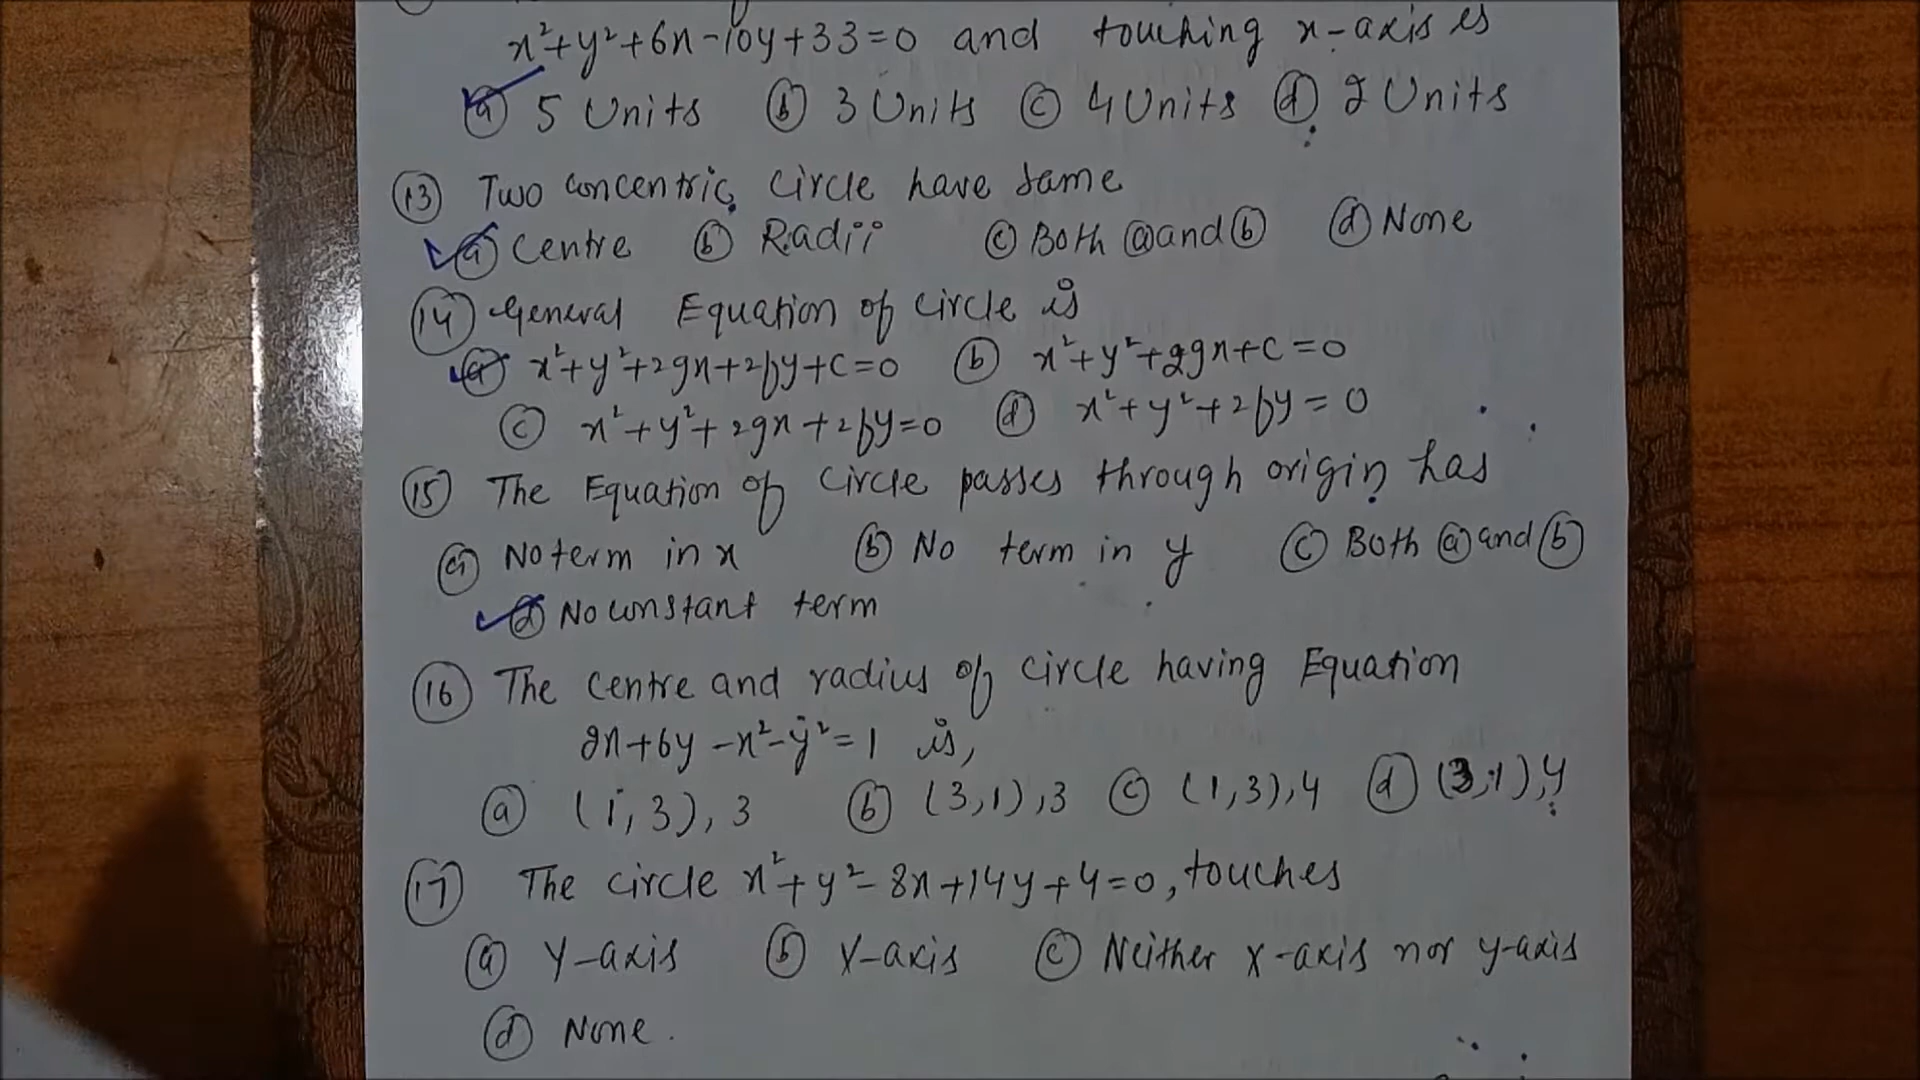 x²+y²+6x-10y+33=0 and touching x-axis is
(a) 5 Units (b) 3 Units (c) 4 Units (d) 2 Units
(13) Two concentric circle have same
(a) Centre (b) Radii (c) Both (a) and (b) (d) None
(14) General Equation of circle is
(a) x²+y²+2gx+2fy+c=0 (b) x²+y²+2gx+c=0
(c) x²+y²+2gx+2fy=0 (d) x²+y²+2fy=0
(15) The Equation of circle passes through origin has
(a) No term in x (b) No term in y (c) Both (a) and (b)
(d) No constant term
(16) The centre and radius of circle having Equation
2x+6y-x²-y²=1 is,
(a) (1,3),3 (b) (3,1),3 (c) (1,3),4 (d) (3,1),4
(17) The circle x²+y²-8x+14y+4=0, touches
(a) Y-axis (b) X-axis (c) Neither x-axis nor y-axis
(d) None.